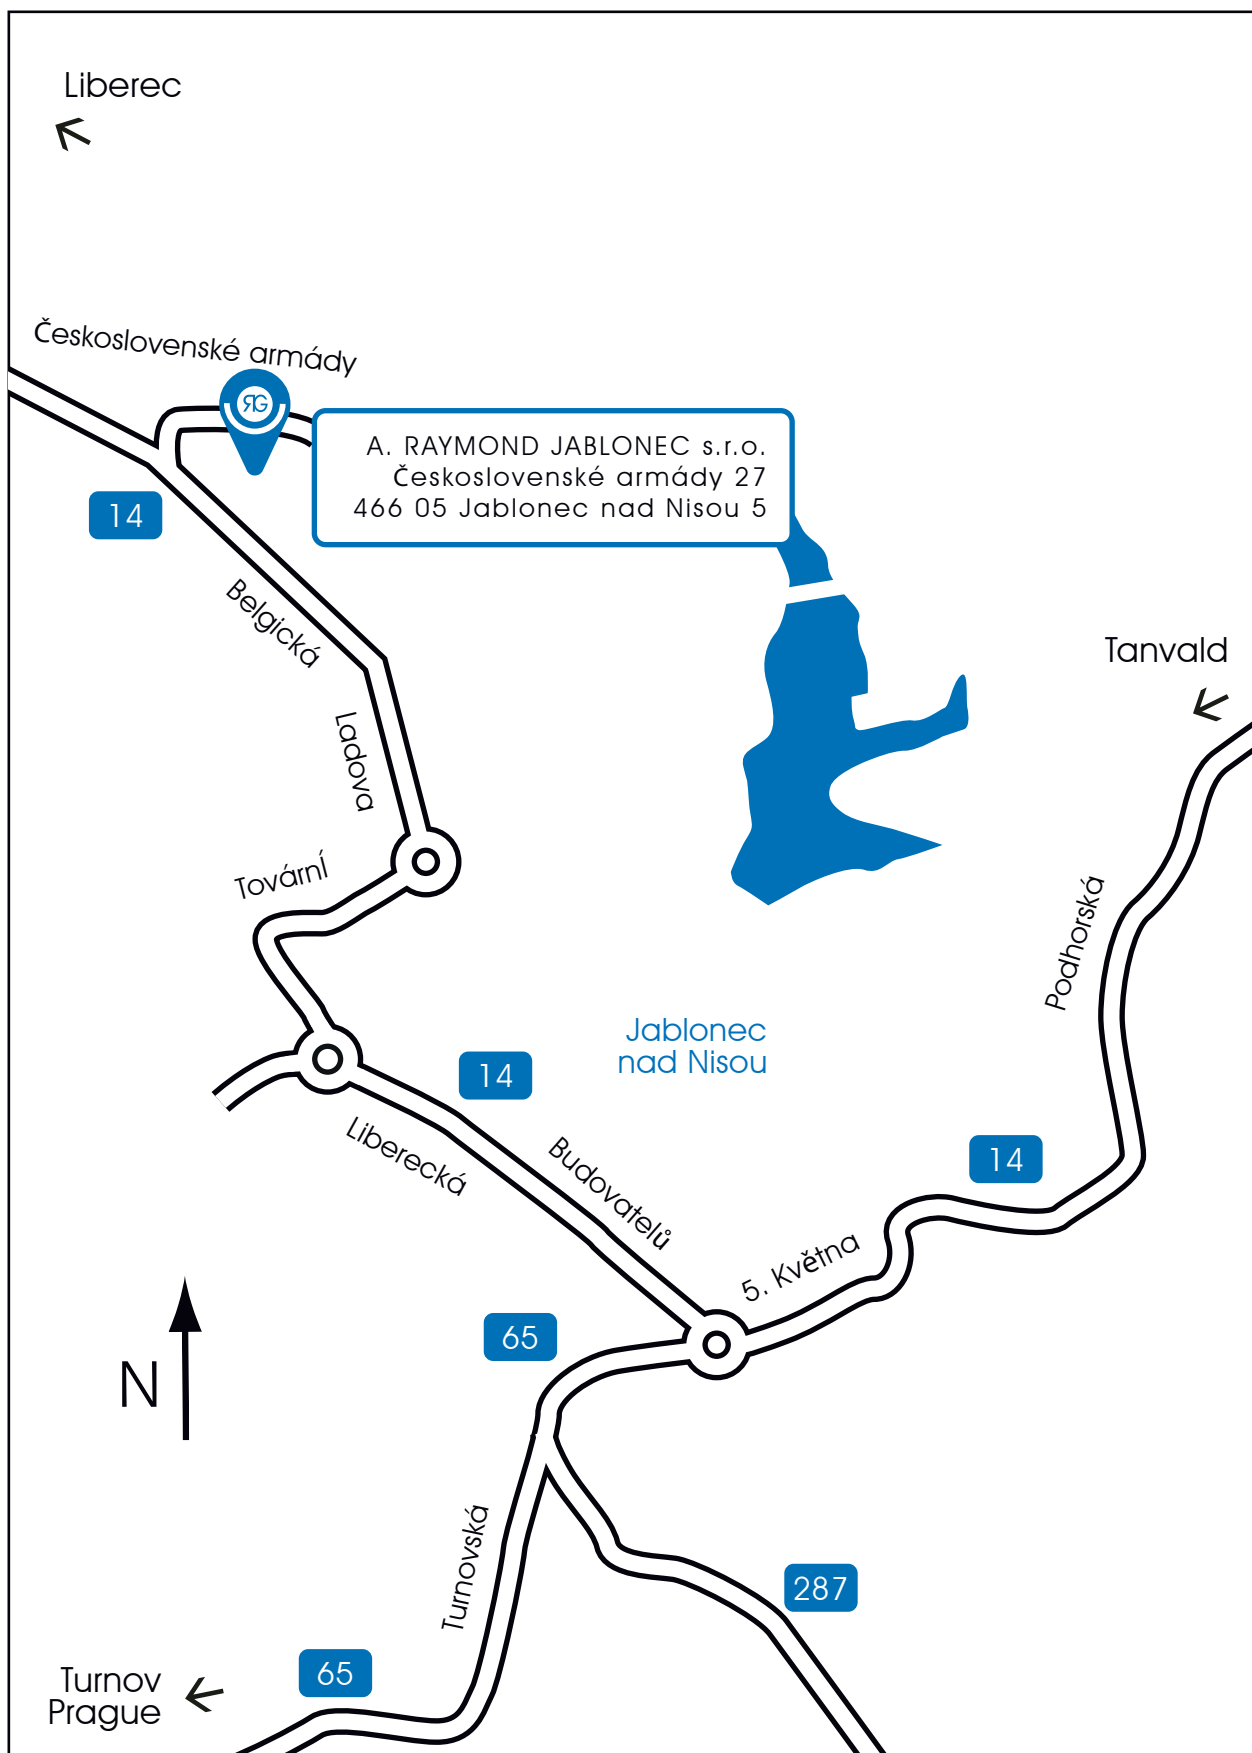 Liberec
Československé armády
A. RAYMOND JABLONEC s.r.o.
Československé armády 27
466 05 Jablonec nad Nisou 5
14
Belgická
Tanvald
Ladova
Tovární
Podhorská
Jablonec
nad Nisou
14
Liberecká
Budovatelů
14
5. Května
65
N
Turnovská
287
65
Turnov
Prague